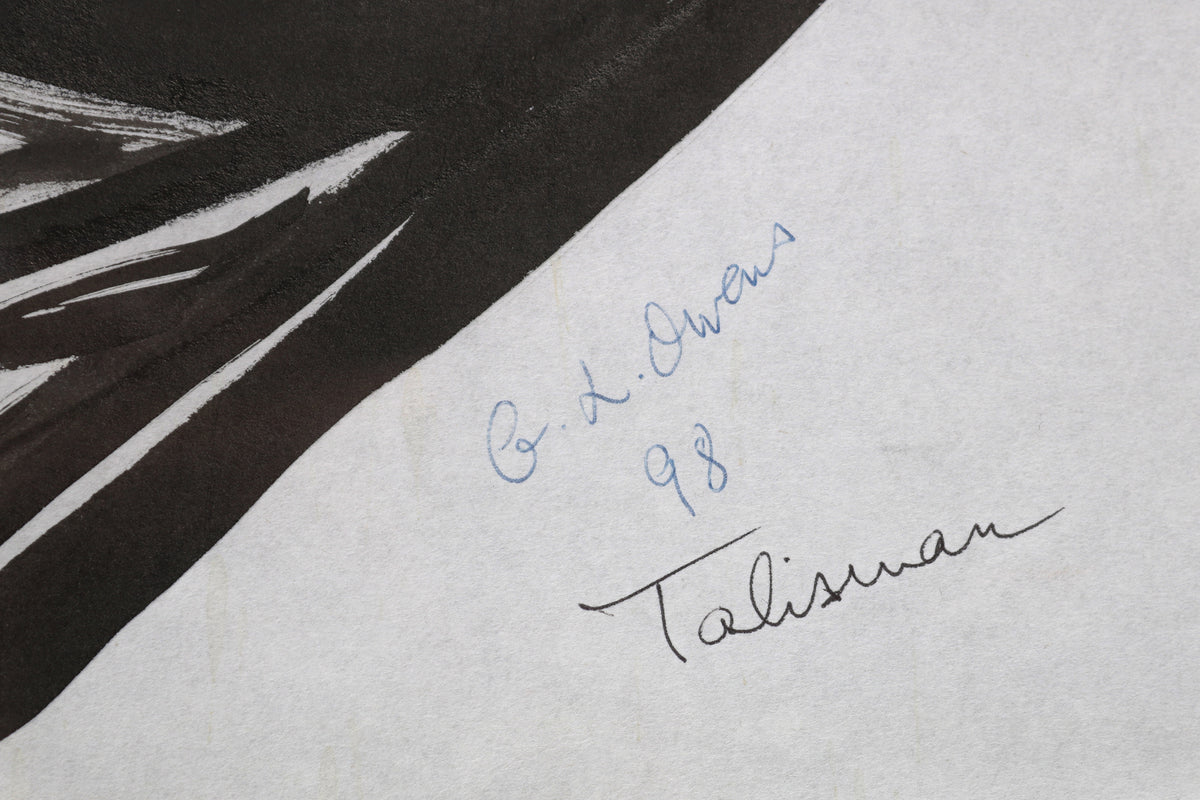 G. L. Owens
98
Talisman